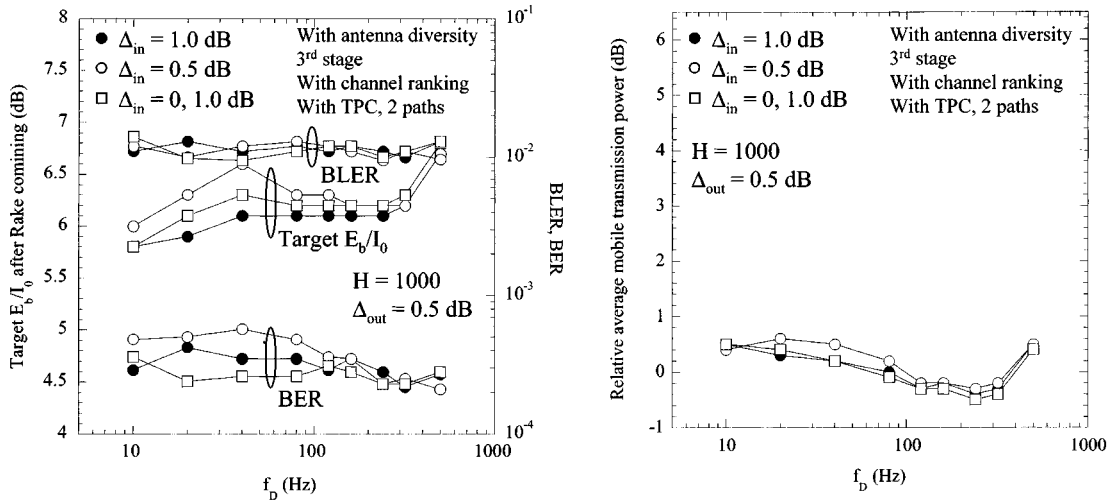 8
7.5
7
6.5
6
5.5
5
4.5
4
Target E_b/I_0 after Rake comining (dB)
Δ_in = 1.0 dB
Δ_in = 0.5 dB
Δ_in = 0, 1.0 dB
With antenna diversity
3rd stage
With channel ranking
With TPC, 2 paths
BLER
Target E_b/I_0
H = 1000
Δ_out = 0.5 dB
BER
10^-1
10^-2
10^-3
10^-4
BLER, BER
10
100
1000
f_D (Hz)
6
5
4
3
2
1
0
-1
Relative average mobile transmission power (dB)
Δ_in = 1.0 dB
Δ_in = 0.5 dB
Δ_in = 0, 1.0 dB
With antenna diversity
3rd stage
With channel ranking
With TPC, 2 paths
H = 1000
Δ_out = 0.5 dB
10
100
1000
f_D (Hz)